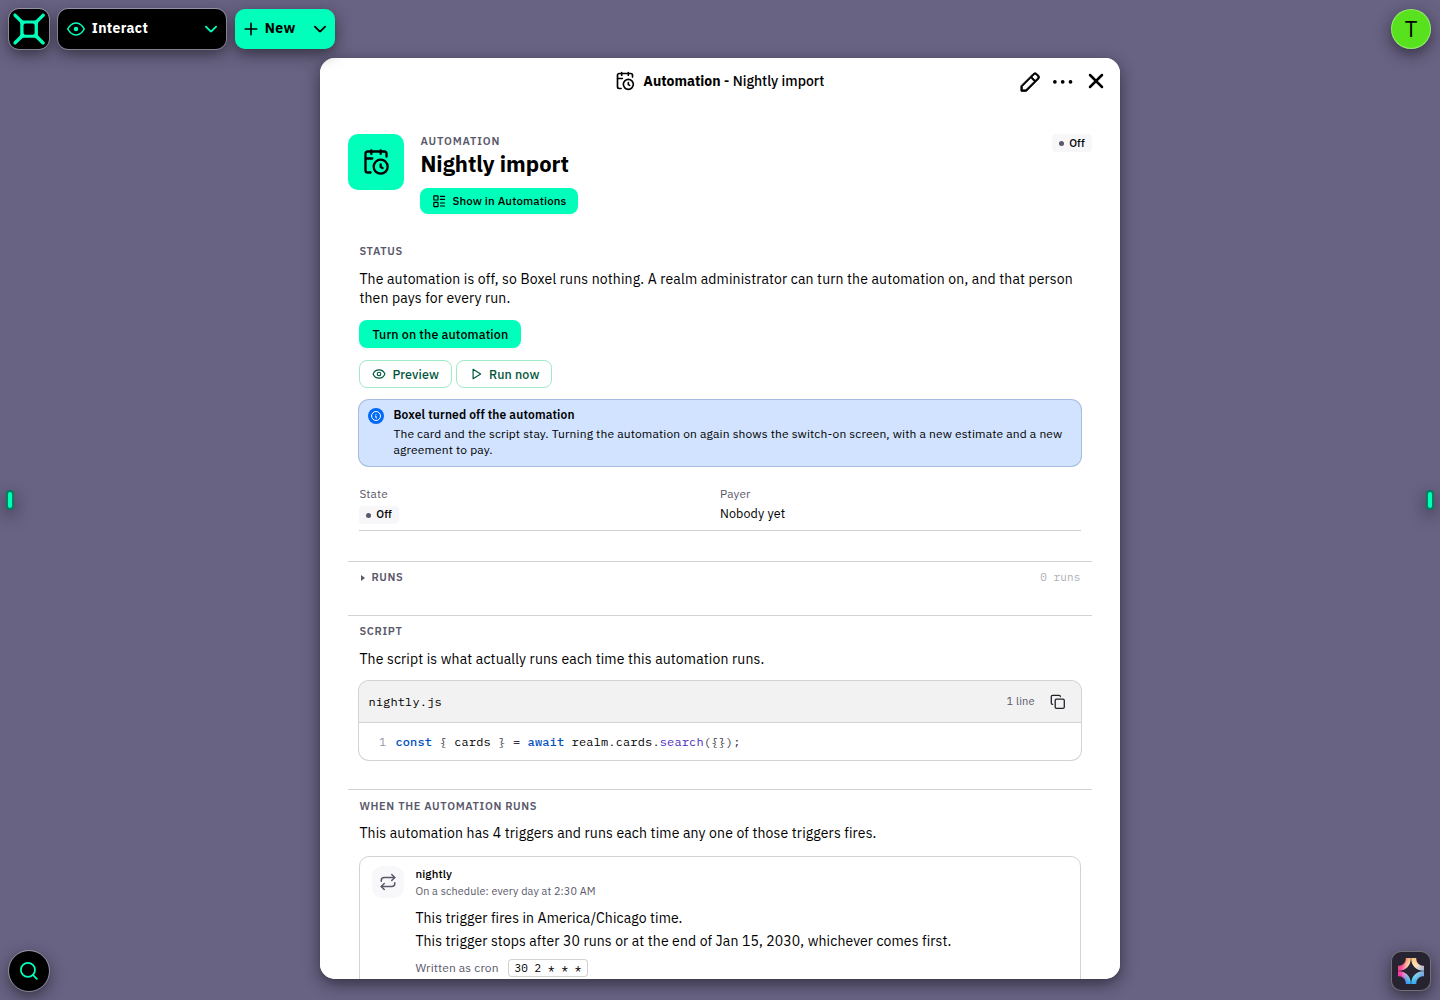 Interact
New
T
Automation - Nightly import
AUTOMATION
Nightly import
Off
Show in Automations
STATUS
The automation is off, so Boxel runs nothing. A realm administrator can turn the automation on, and that person
then pays for every run.
Turn on the automation
Preview
Run now
Boxel turned off the automation
The card and the script stay. Turning the automation on again shows the switch-on screen, with a new estimate and a new
agreement to pay.
State
Payer
Off
Nobody yet
RUNS
0 runs
SCRIPT
The script is what actually runs each time this automation runs.
nightly.js
1 line
1 const { cards } = await realm.cards.search({});
WHEN THE AUTOMATION RUNS
This automation has 4 triggers and runs each time any one of those triggers fires.
nightly
On a schedule: every day at 2:30 AM
This trigger fires in America/Chicago time.
This trigger stops after 30 runs or at the end of Jan 15, 2030, whichever comes first.
Written as cron 30 2 * * *